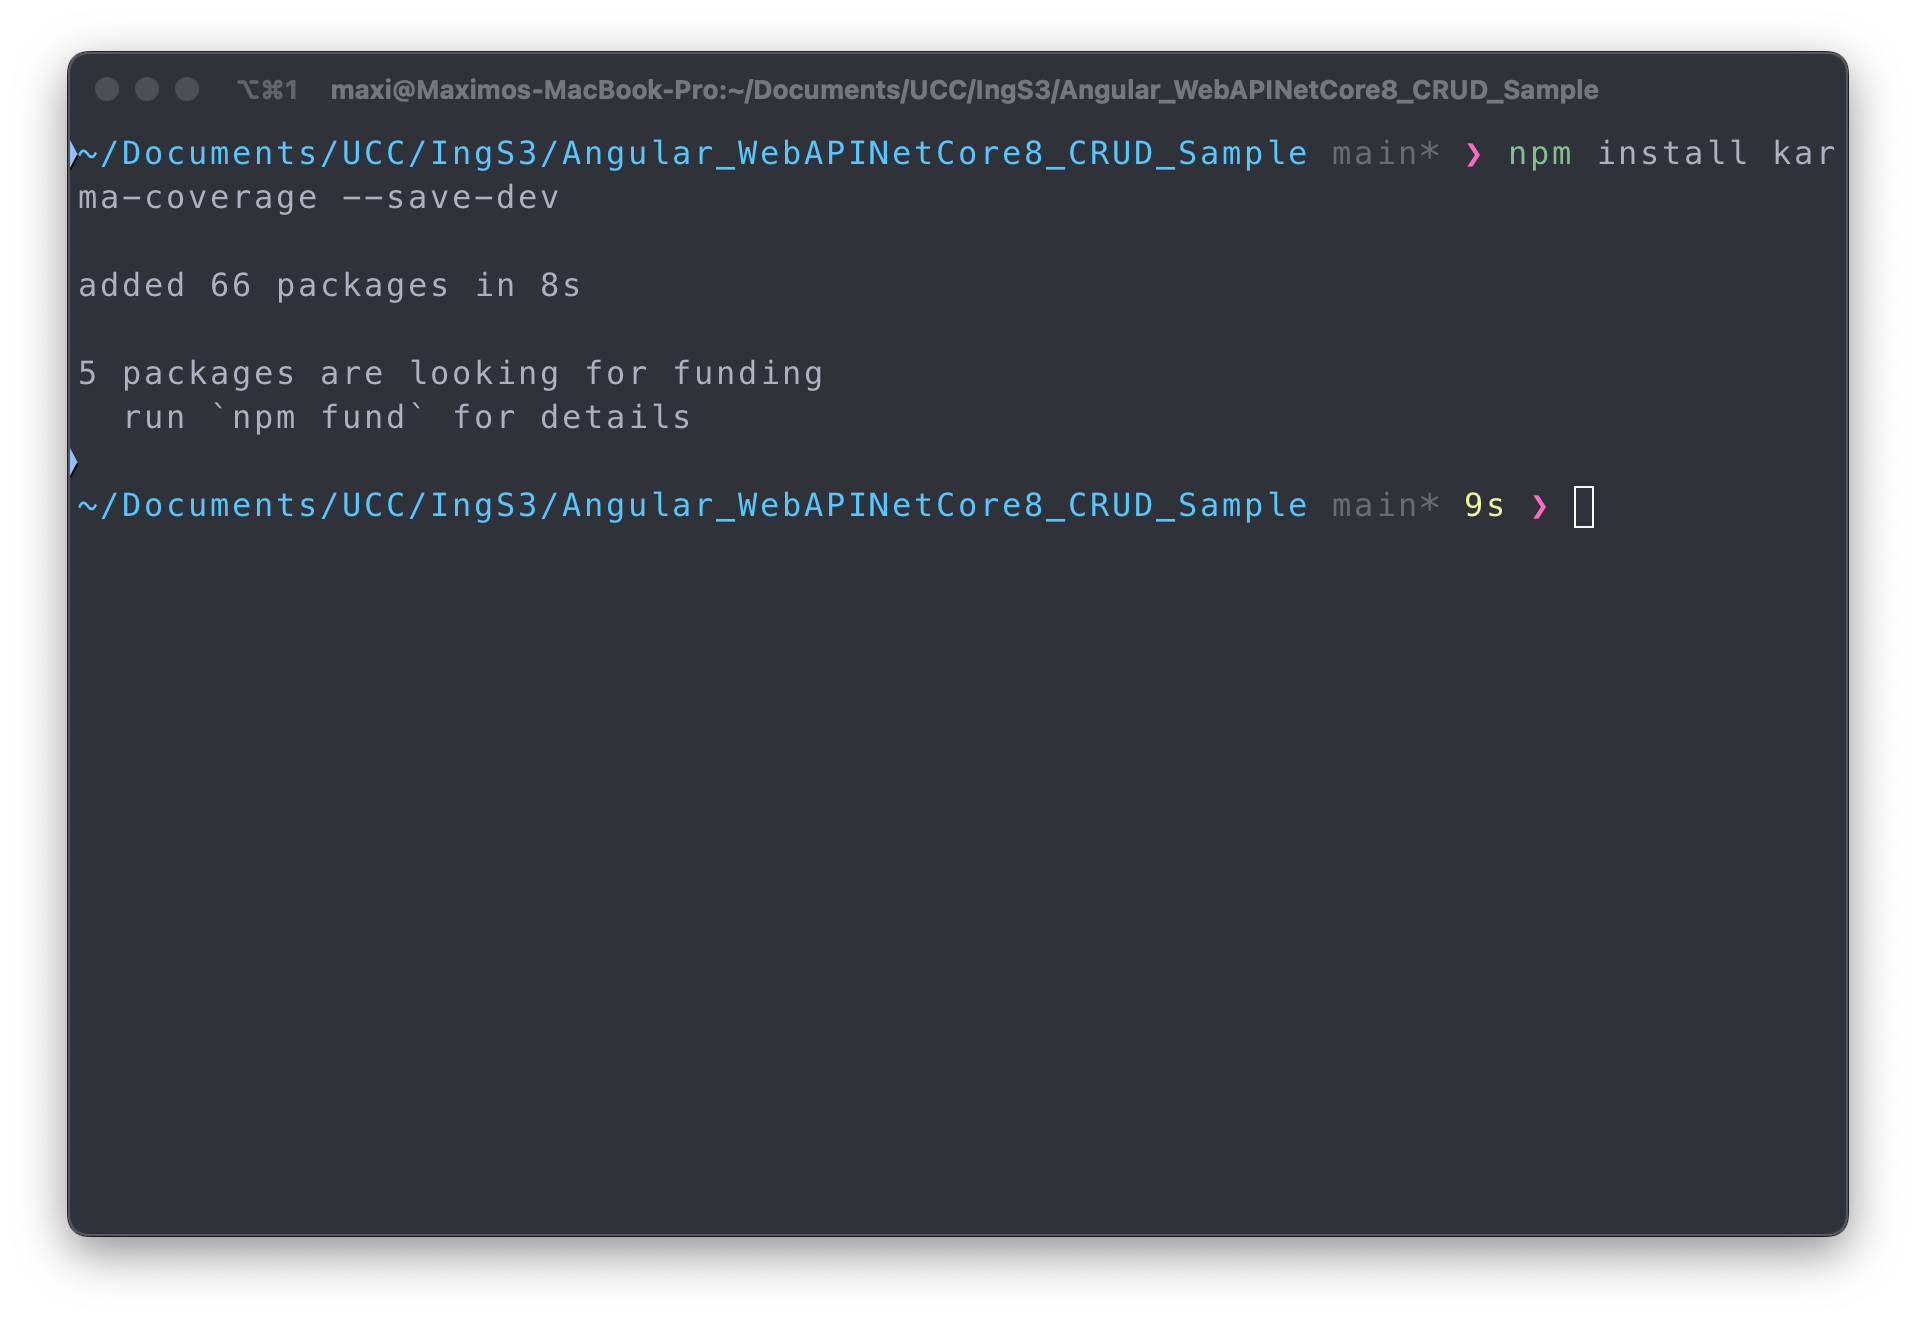 ⌥⌘1 maxi@Maximos-MacBook-Pro:~/Documents/UCC/IngS3/Angular_WebAPINetCore8_CRUD_Sample
~/Documents/UCC/IngS3/Angular_WebAPINetCore8_CRUD_Sample main* ❯ npm install kar
ma-coverage --save-dev
added 66 packages in 8s
5 packages are looking for funding
  run `npm fund` for details
~/Documents/UCC/IngS3/Angular_WebAPINetCore8_CRUD_Sample main* 9s ❯